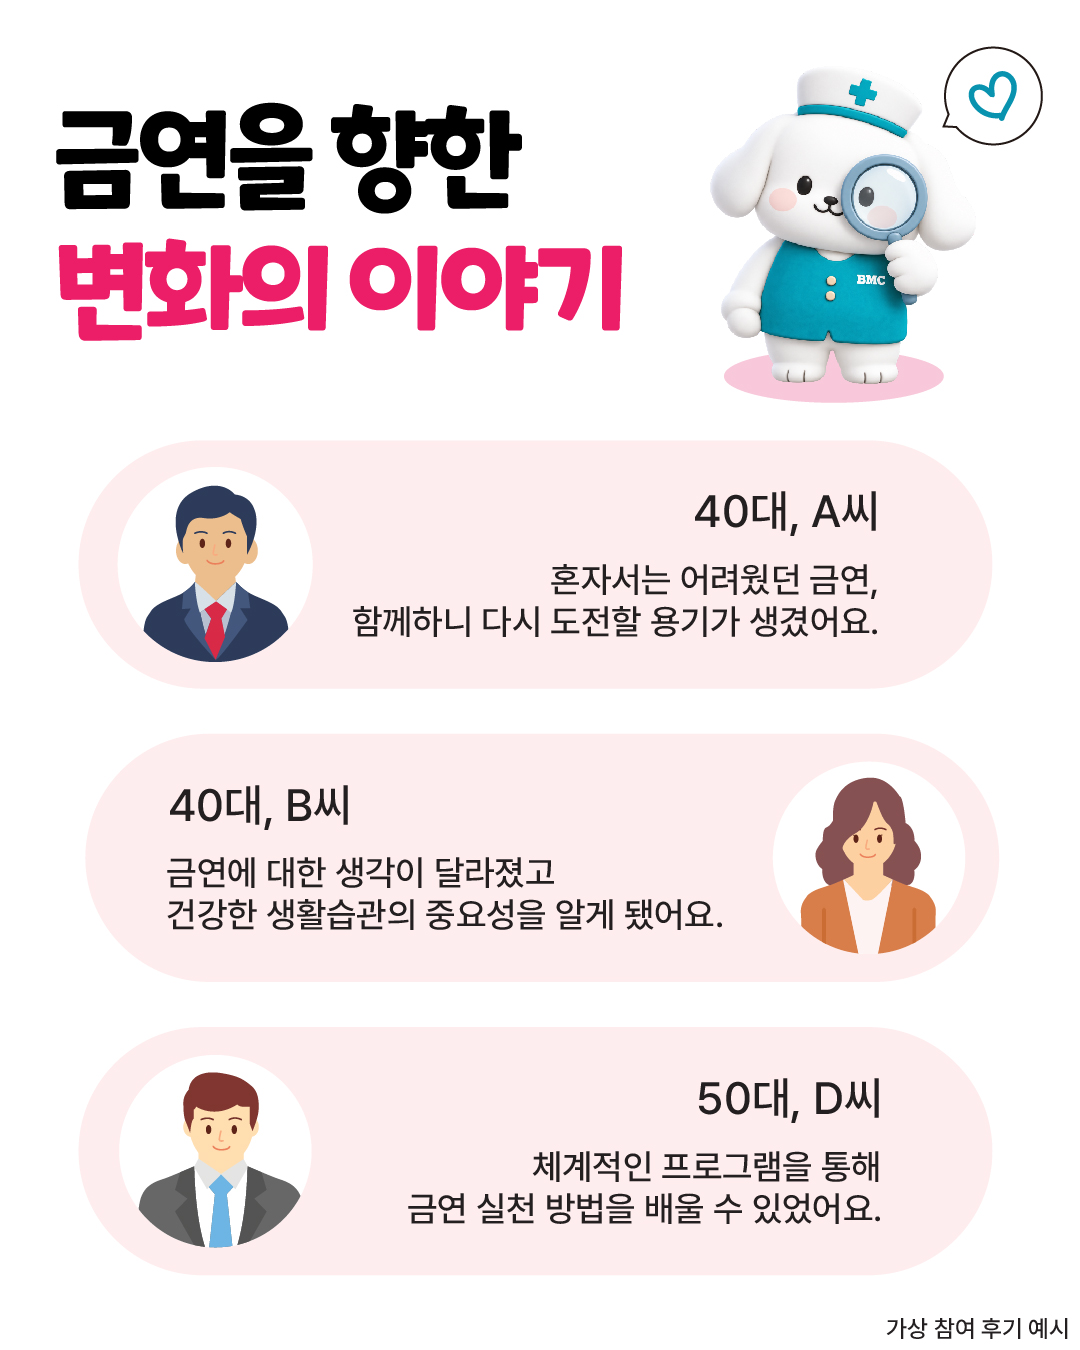 금연을 향한
변화의 이야기
BMC
40대, A씨
혼자서는 어려웠던 금연,
함께하니 다시 도전할 용기가 생겼어요.
40대, B씨
금연에 대한 생각이 달라졌고
건강한 생활습관의 중요성을 알게 됐어요.
50대, D씨
체계적인 프로그램을 통해
금연 실천 방법을 배울 수 있었어요.
가상 참여 후기 예시